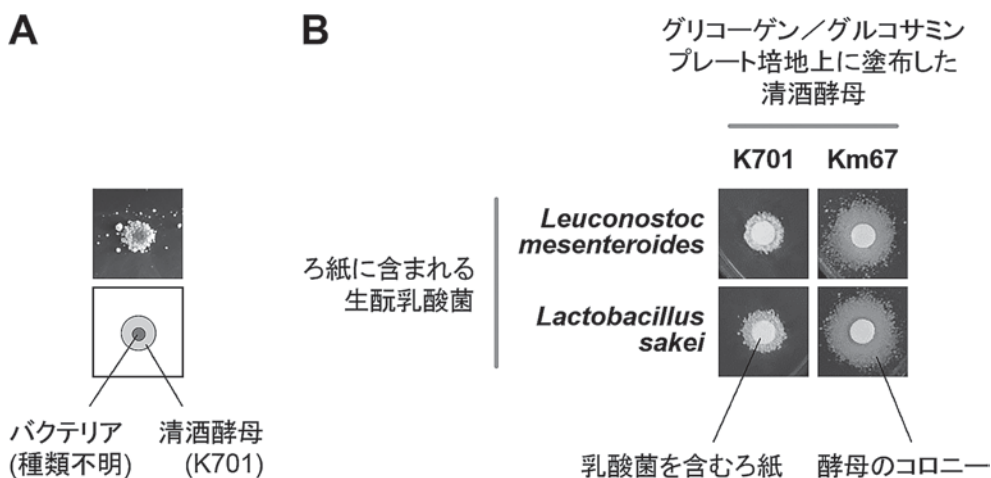 A
B
グリコーゲン／グルコサミン
プレート培地上に塗布した
清酒酵母
K701
Km67
Leuconostoc
mesenteroides
ろ紙に含まれる
生酛乳酸菌
Lactobacillus
sakei
バクテリア
(種類不明)
清酒酵母
(K701)
乳酸菌を含むろ紙
酵母のコロニー